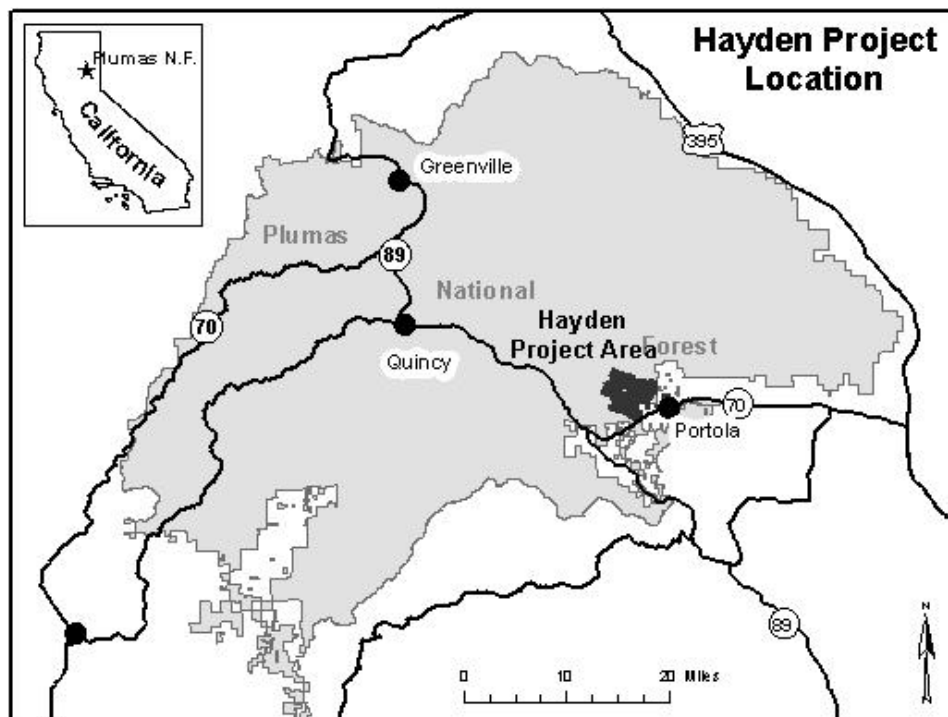 Hayden Project
Location
Plumas N.F.
California
395
Greenville
Plumas
89
National
70
Hayden
Project Area
Forest
Quincy
70
Portola
89
N
0 10 20 Miles